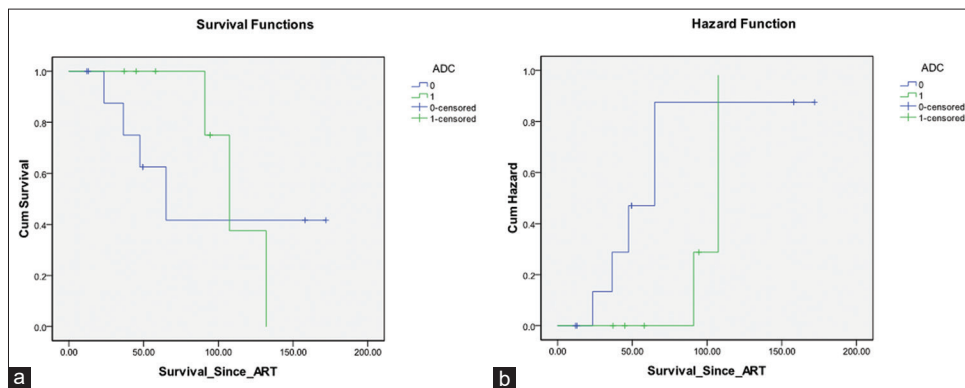 Survival Functions
ADC
0
1
0-censored
1-censored
Cum Survival
1.0
0.8
0.6
0.4
0.2
0.0
0.00 50.00 100.00 150.00 200.00
Survival_Since_ART
a
Hazard Function
ADC
0
1
0-censored
1-censored
Cum Hazard
1.0
0.8
0.6
0.4
0.2
0.0
0.00 50.00 100.00 150.00 200.00
Survival_Since_ART
b